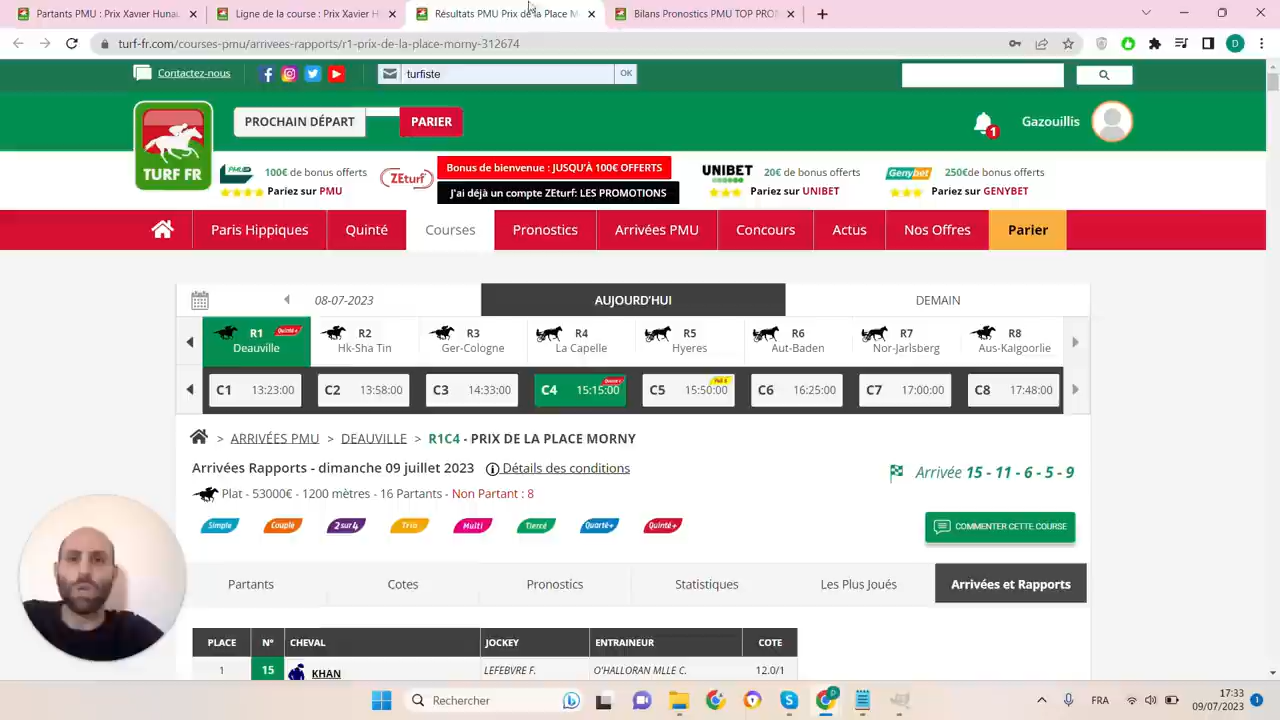 Partants PMU : Prix Xavier Hunau
Ligne de la course : Prix Xavier H
Résultats PMU Prix de la Place M
Bilans Pronostics PMU TOP PRON
turf-fr.com/courses-pmu/arrivees-rapports/r1-prix-de-la-place-morny-312674
D
Contactez-nous
turfiste
OK
TURF FR
PROCHAIN DÉPART
PARIER
1
Gazouillis
PMU
100€ de bonus offerts
Pariez sur PMU
ZEturf
Bonus de bienvenue : JUSQU'À 100€ OFFERTS
J'ai déjà un compte ZEturf: LES PROMOTIONS
UNIBET
20€ de bonus offerts
Pariez sur UNIBET
Genybet
250€de bonus offerts
Pariez sur GENYBET
Paris Hippiques
Quinté
Courses
Pronostics
Arrivées PMU
Concours
Actus
Nos Offres
Parier
08-07-2023
AUJOURD'HUI
DEMAIN
R1 Quinté+
Deauville
R2
Hk-Sha Tin
R3
Ger-Cologne
R4
La Capelle
R5
Hyeres
R6
Aut-Baden
R7
Nor-Jarlsberg
R8
Aus-Kalgoorlie
C1 13:23:00
C2 13:58:00
C3 14:33:00
C4 15:15:00
C5 15:50:00
C6 16:25:00
C7 17:00:00
C8 17:48:00
> ARRIVÉES PMU > DEAUVILLE > R1C4 - PRIX DE LA PLACE MORNY
Arrivées Rapports - dimanche 09 juillet 2023 Détails des conditions
Arrivée 15 - 11 - 6 - 5 - 9
Plat - 53000€ - 1200 mètres - 16 Partants - Non Partant : 8
Simple
Couplé
2sur4
Trio
Multi
Tiercé
Quarté+
Quinté+
COMMENTER CETTE COURSE
Partants
Cotes
Pronostics
Statistiques
Les Plus Joués
Arrivées et Rapports
PLACE N° CHEVAL JOCKEY ENTRAINEUR COTE
1 15 KHAN LEFEBVRE F. O'HALLORAN MLLE C. 12.0/1
Rechercher
FRA
17:33
09/07/2023
1